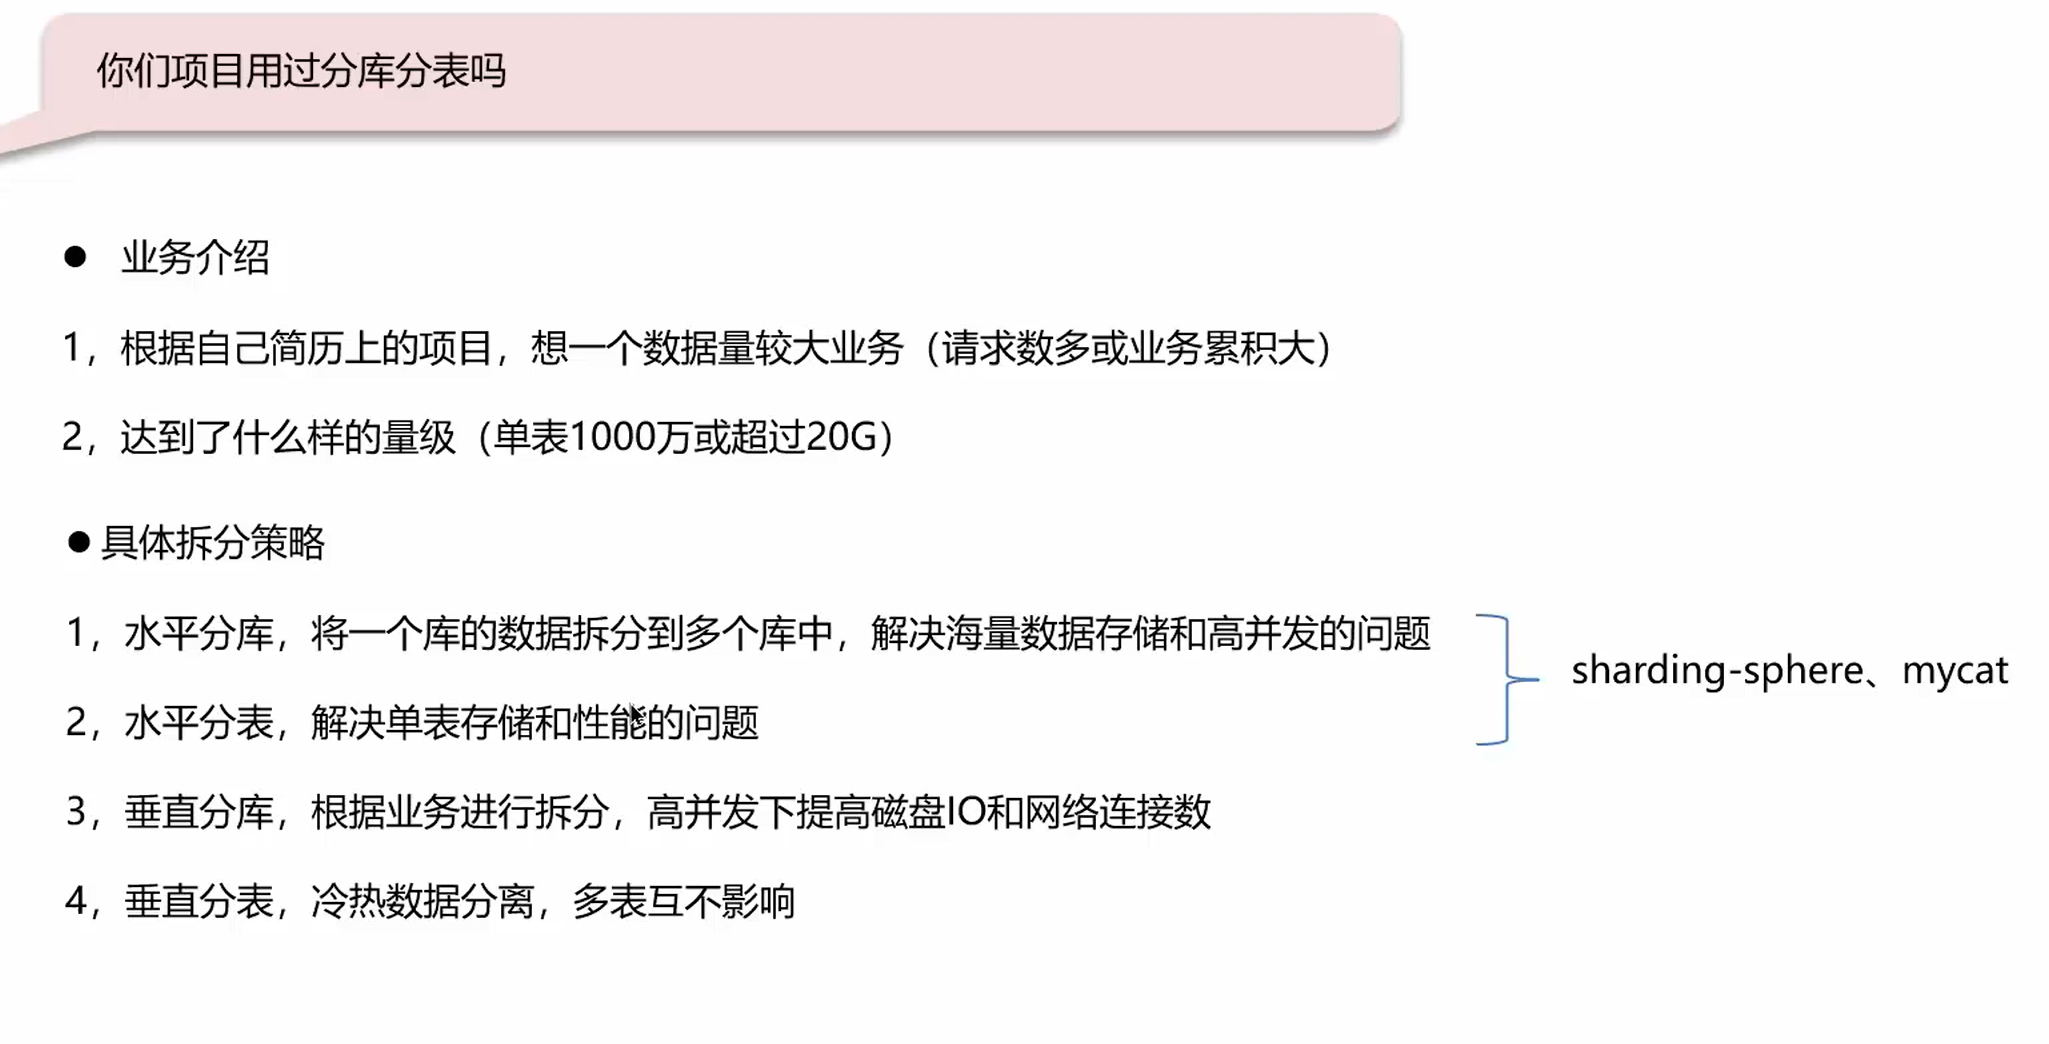 你们项目用过分库分表吗
● 业务介绍
1，根据自己简历上的项目，想一个数据量较大业务（请求数多或业务累积大）
2，达到了什么样的量级（单表1000万或超过20G）
●具体拆分策略
1，水平分库，将一个库的数据拆分到多个库中，解决海量数据存储和高并发的问题
sharding-sphere、mycat
2，水平分表，解决单表存储和性能的问题
3，垂直分库，根据业务进行拆分，高并发下提高磁盘IO和网络连接数
4，垂直分表，冷热数据分离，多表互不影响